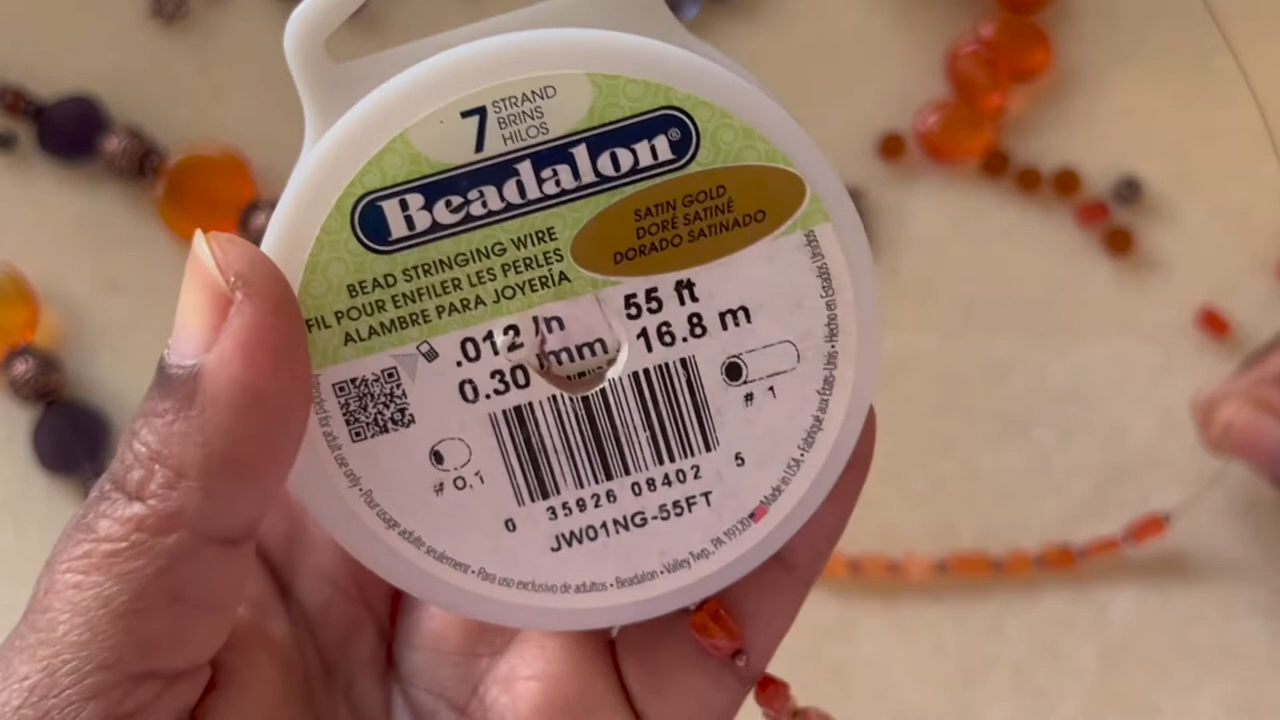 7 STRAND
BRINS
HILOS
Beadalon®
SATIN GOLD
DORÉ SATINÉ
DORADO SATINADO
BEAD STRINGING WIRE
FIL POUR ENFILER LES PERLES
ALAMBRE PARA JOYERÍA
.012 in
0.30 mm
55 ft
16.8 m
# 1
# 0,1
0 35926 08402 5
JW01NG-55FT
for adult use only • Pour usage adulte seulement • Para uso exclusivo de adultos • Beadalon • Valley Twp., PA 19320 Made in USA • Fabriqué aux États-Unis • Hecho en Estados Unidos